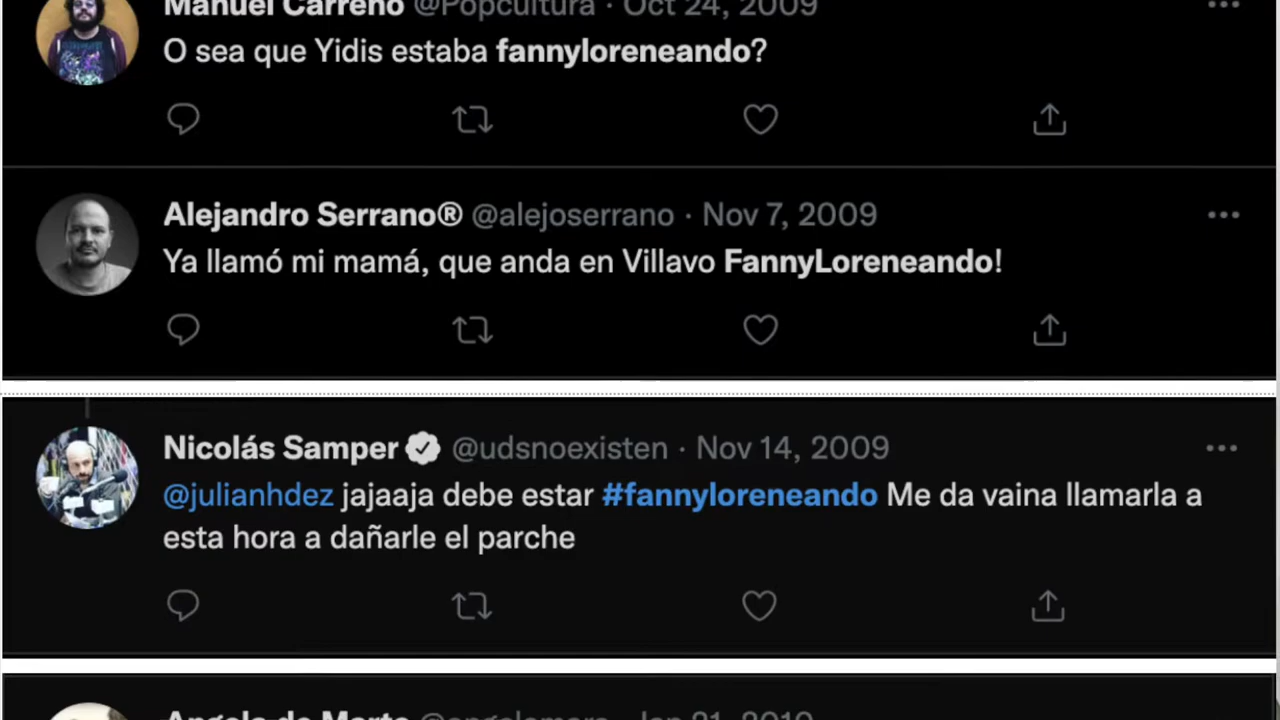 Manuel Carreño @Popcultura · Oct 24, 2009
O sea que Yidis estaba fannyloreneando?
Alejandro Serrano® @alejoserrano · Nov 7, 2009
Ya llamó mi mamá, que anda en Villavo FannyLoreneando!
Nicolás Samper @udsnoexisten · Nov 14, 2009
@julianhdez jajaaja debe estar #fannyloreneando Me da vaina llamarla a
esta hora a dañarle el parche
Angela de Marte @angelamars · Jan 21, 2010